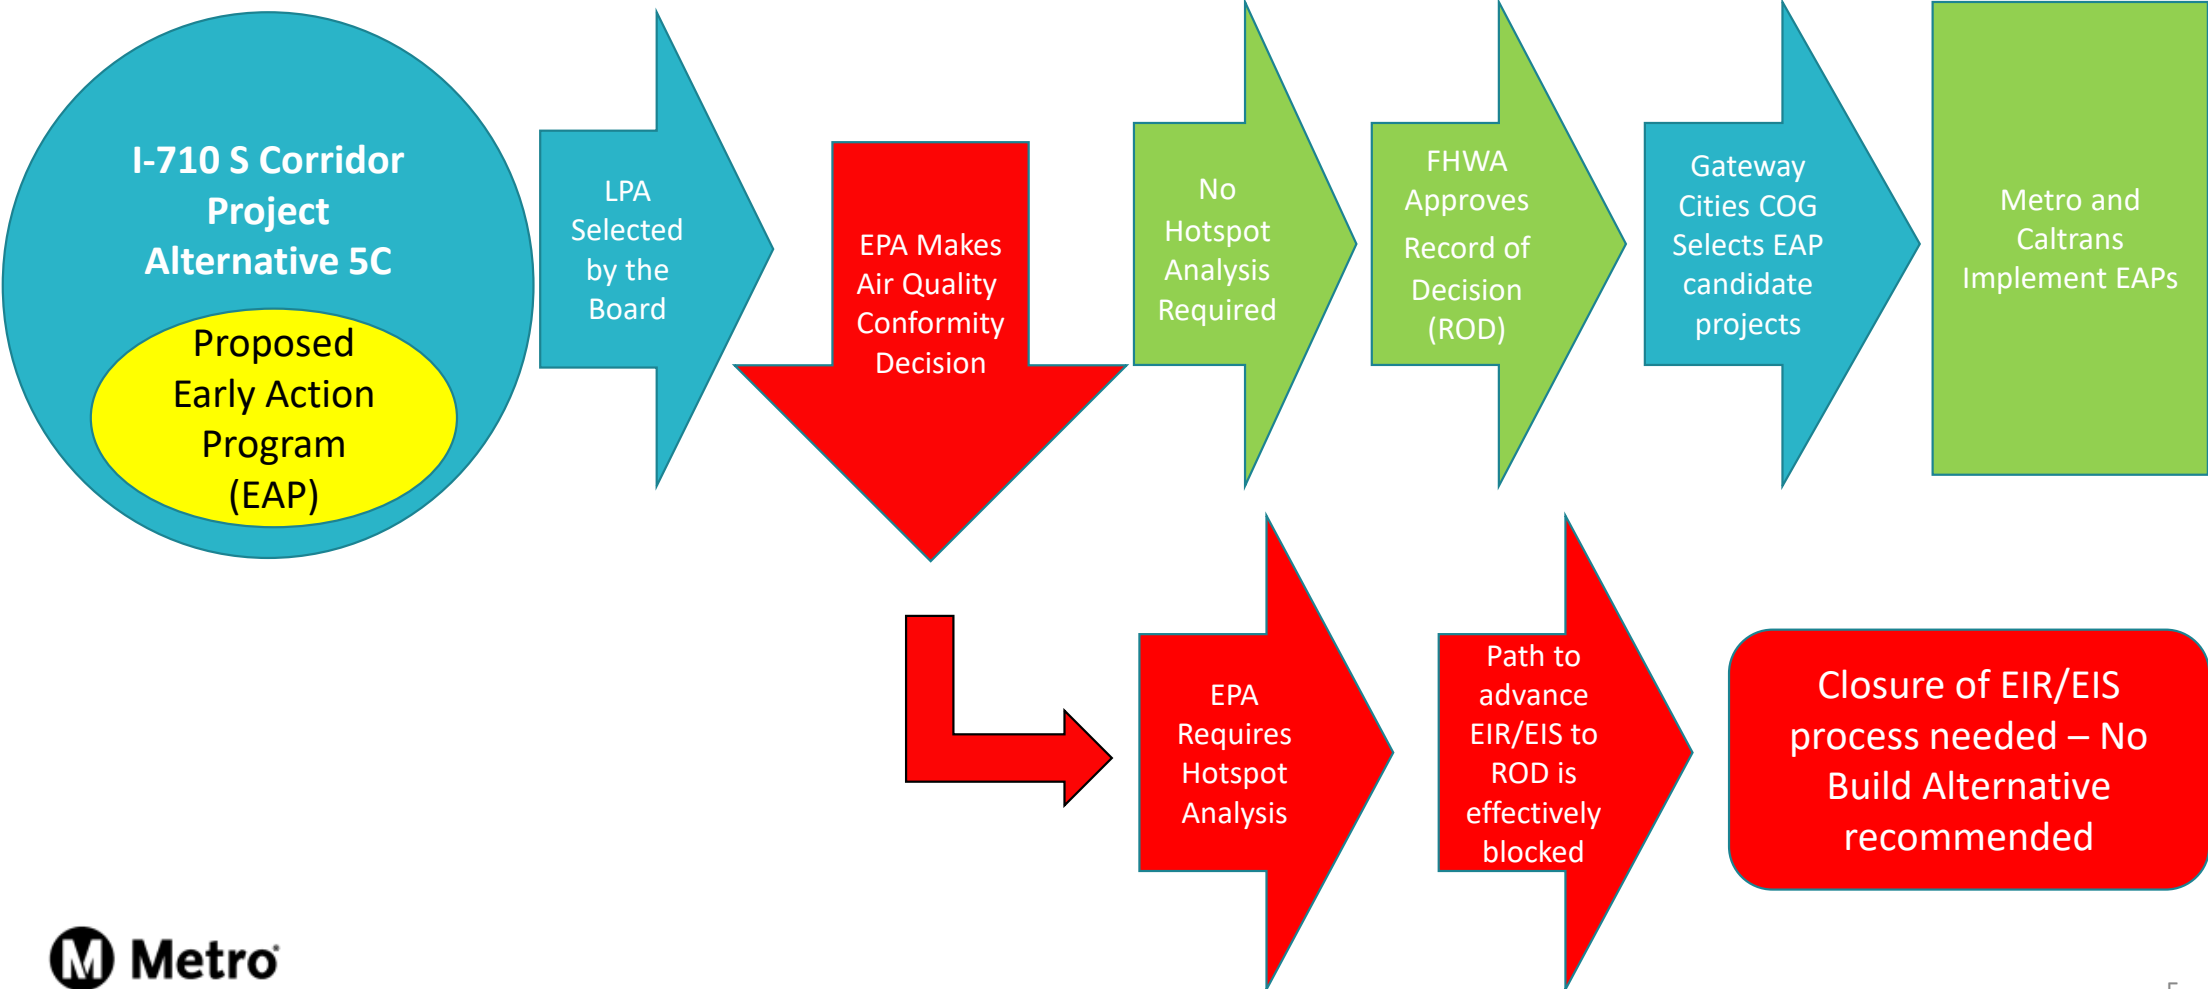 I-710 S Corridor
Project
Alternative 5C
Proposed
Early Action
Program
(EAP)
LPA
Selected
by the
Board
EPA Makes
Air Quality
Conformity
Decision
No
Hotspot
Analysis
Required
FHWA
Approves
Record of
Decision
(ROD)
Gateway
Cities COG
Selects EAP
candidate
projects
Metro and
Caltrans
Implement EAPs
EPA
Requires
Hotspot
Analysis
Path to
advance
EIR/EIS to
ROD is
effectively
blocked
Closure of EIR/EIS
process needed – No
Build Alternative
recommended
M Metro